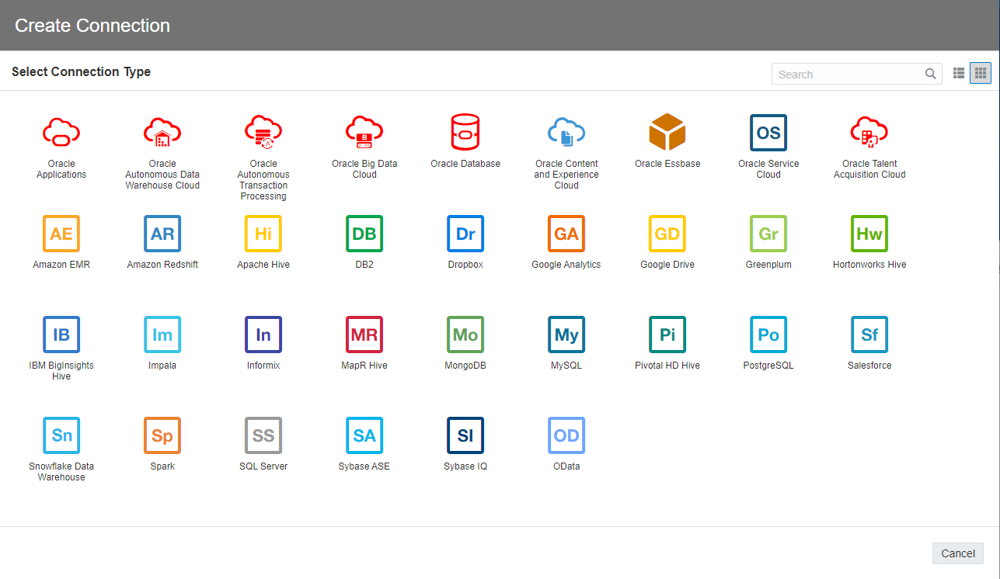 Create Connection
Select Connection Type
Search
B
A
OS
Oracle
Applications
Oracle
Autonomous Data
Warehouse Cloud
Oracle
Autonomous
Transaction
Processing
Oracle Big Data
Cloud
Oracle Database
Oracle Content
and Experience
Cloud
Oracle Essbase
Oracle Service
Cloud
Oracle Talent
Acquisition Cloud
AE
AR
Hi
DB
Dr
GA
GD
Gr
Hw
Amazon EMR
Amazon Redshift
Apache Hive
DB2
Dropbox
Google Analytics
Google Drive
Greenplum
Hortonworks Hive
IB
Im
In
MR
Mo
My
Pi
Po
Sf
IBM BigInsights
Hive
Impala
Informix
MapR Hive
MongoDB
MySQL
Pivotal HD Hive
PostgreSQL
Salesforce
Sn
Sp
SS
SA
SI
OD
Snowflake Data
Warehouse
Spark
SQL Server
Sybase ASE
Sybase IQ
OData
Cancel